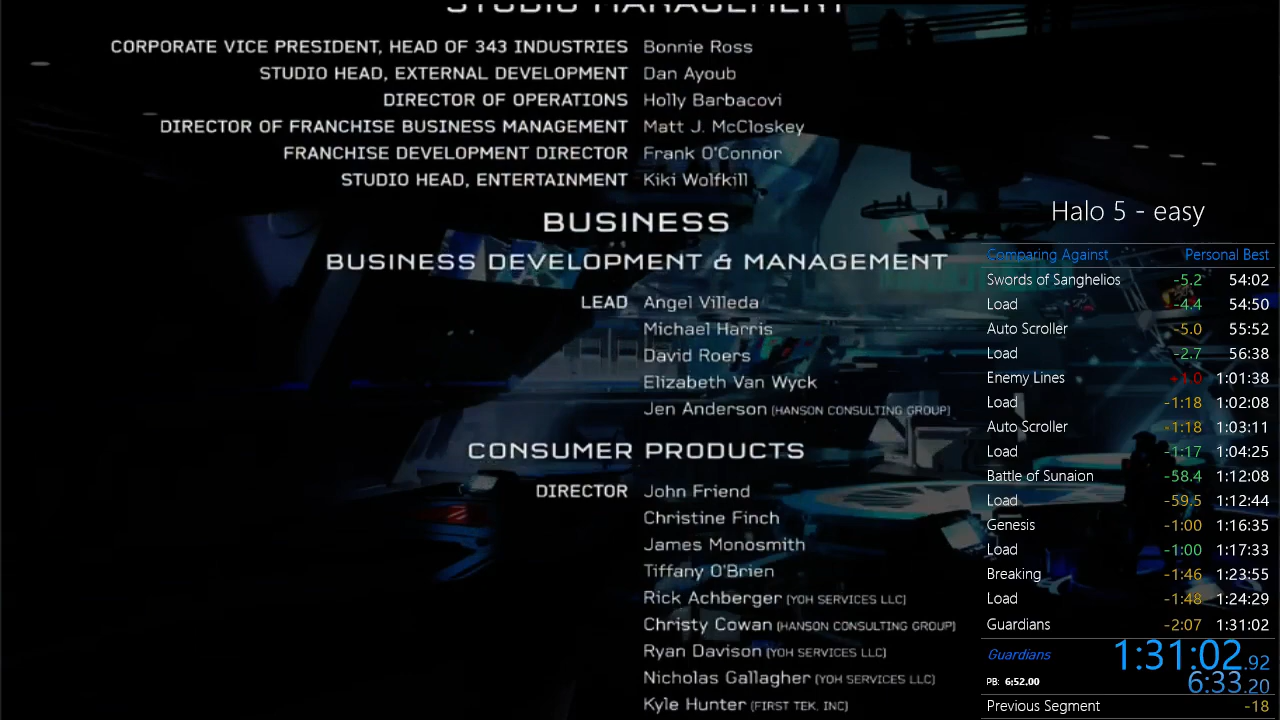 STUDIO MANAGEMENT
CORPORATE VICE PRESIDENT, HEAD OF 343 INDUSTRIES Bonnie Ross
STUDIO HEAD, EXTERNAL DEVELOPMENT Dan Ayoub
DIRECTOR OF OPERATIONS Holly Barbacovi
DIRECTOR OF FRANCHISE BUSINESS MANAGEMENT Matt J. McCloskey
FRANCHISE DEVELOPMENT DIRECTOR Frank O'Connor
STUDIO HEAD, ENTERTAINMENT Kiki Wolfkill
BUSINESS
BUSINESS DEVELOPMENT & MANAGEMENT
LEAD Angel Villeda
Michael Harris
David Roers
Elizabeth Van Wyck
Jen Anderson (HANSON CONSULTING GROUP)
CONSUMER PRODUCTS
DIRECTOR John Friend
Christine Finch
James Monosmith
Tiffany O'Brien
Rick Achberger (YOH SERVICES LLC)
Christy Cowan (HANSON CONSULTING GROUP)
Ryan Davison (YOH SERVICES LLC)
Nicholas Gallagher (YOH SERVICES LLC)
Kyle Hunter (FIRST TEK, INC)
Halo 5 - easy
Comparing Against Personal Best
Swords of Sanghelios -5.2 54:02
Load -4.4 54:50
Auto Scroller -5.0 55:52
Load -2.7 56:38
Enemy Lines +1.0 1:01:38
Load -1:18 1:02:08
Auto Scroller -1:18 1:03:11
Load -1:17 1:04:25
Battle of Sunaion -58.4 1:12:08
Load -59.5 1:12:44
Genesis -1:00 1:16:35
Load -1:00 1:17:33
Breaking -1:46 1:23:55
Load -1:48 1:24:29
Guardians -2:07 1:31:02
Guardians 1:31:02.92
PB: 6:52.00 6:33.20
Previous Segment -18